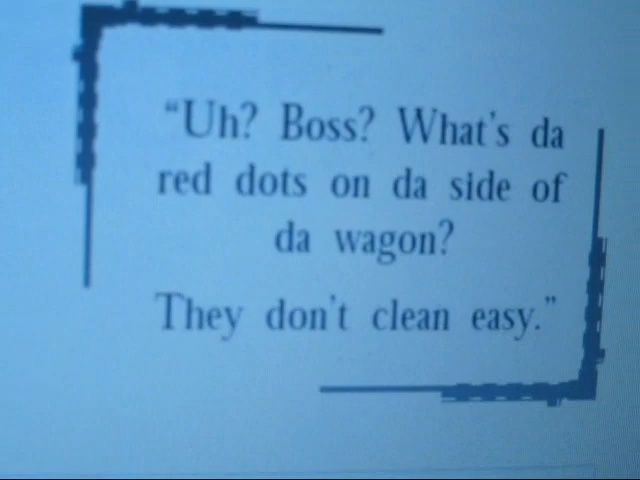 “Uh? Boss? What's da
red dots on da side of
da wagon?
They don't clean easy.”